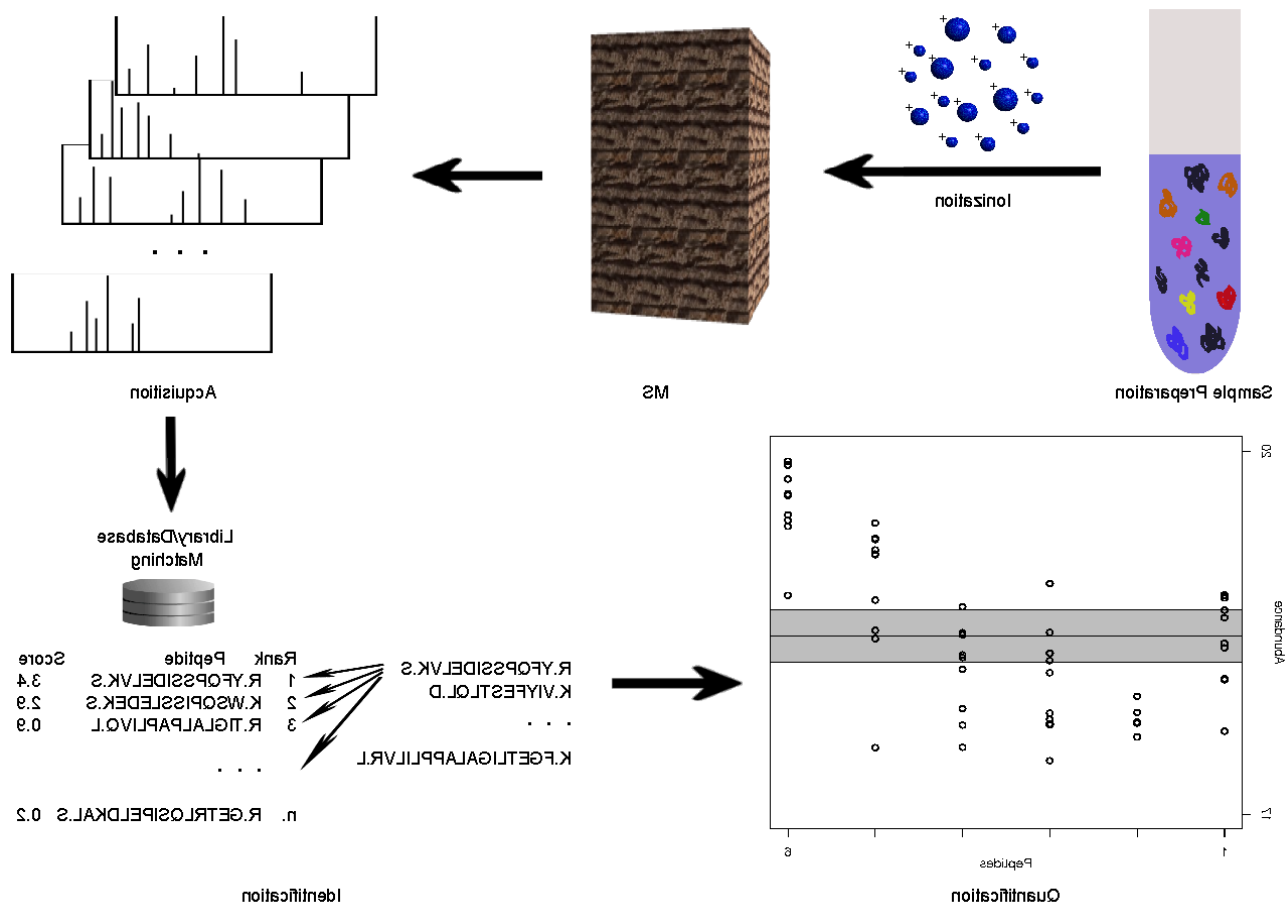 Ionization
Sample Preparation
MS
Acquisition
Library/Database
Matching
Rank Peptide Score
1 R.YFQPSSIDELVK.S 3.4
2 K.WSQPISSLEDEK.S 2.9
3 R.TIGLALPAPLIVQ.L 0.9
. . .
n. R.GETRLQSIPELDKAL.S 0.2
R.YFQPSSIDELVK.S
K.VIYFESTLQL.D
. . .
K.FGETLIGALAPPLILVR.L
Identification
Abundance
20
17
1
6
Peptides
Quantification